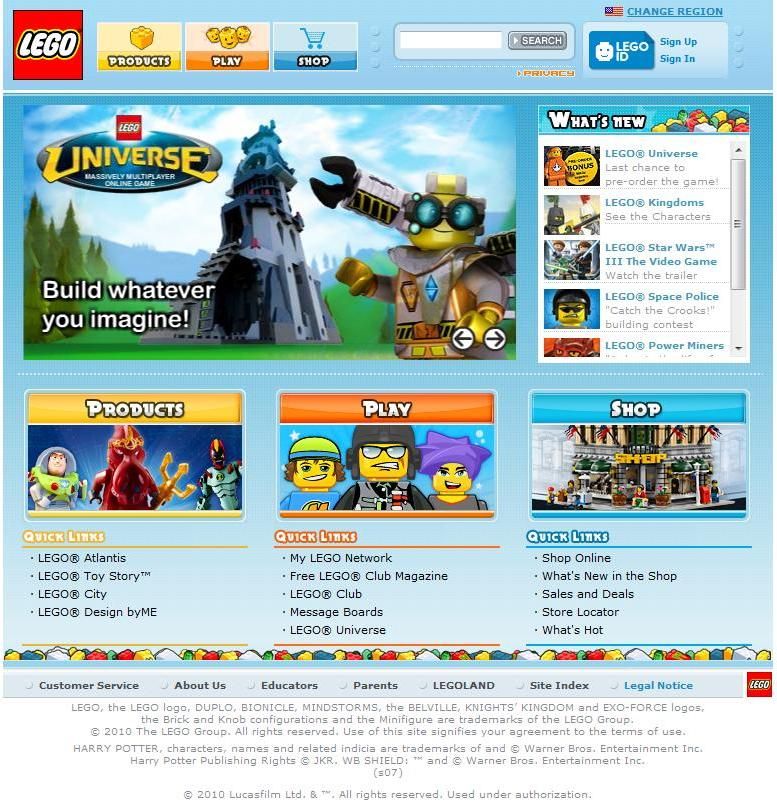 CHANGE REGION
LEGO
PRODUCTS
PLAY
SHOP
SEARCH
PRIVACY
LEGO ID
Sign Up
Sign In
LEGO
UNIVERSE
MASSIVELY MULTIPLAYER
ONLINE GAME
Build whatever
you imagine!
WHAT'S NEW
PRE-ORDER
BONUS
LEGO® Universe
Last chance to
pre-order the game!
LEGO® Kingdoms
See the Characters
LEGO® Star Wars™
III The Video Game
Watch the trailer
LEGO® Space Police
"Catch the Crooks!"
building contest
LEGO® Power Miners
PRODUCTS
PLAY
SHOP
SHOP
QUICK LINKS
· LEGO® Atlantis
· LEGO® Toy Story™
· LEGO® City
· LEGO® Design byME
QUICK LINKS
· My LEGO Network
· Free LEGO® Club Magazine
· LEGO® Club
· Message Boards
· LEGO® Universe
QUICK LINKS
· Shop Online
· What's New in the Shop
· Sales and Deals
· Store Locator
· What's Hot
Customer Service About Us Educators Parents LEGOLAND Site Index Legal Notice
LEGO
LEGO, the LEGO logo, DUPLO, BIONICLE, MINDSTORMS, the BELVILLE, KNIGHTS' KINGDOM and EXO-FORCE logos,
the Brick and Knob configurations and the Minifigure are trademarks of the LEGO Group.
© 2010 The LEGO Group. All rights reserved. Use of this site signifies your agreement to the terms of use.
HARRY POTTER, characters, names and related indicia are trademarks of and © Warner Bros. Entertainment Inc.
Harry Potter Publishing Rights © JKR. WB SHIELD: ™ and © Warner Bros. Entertainment Inc.
(s07)
© 2010 Lucasfilm Ltd. & ™. All rights reserved. Used under authorization.